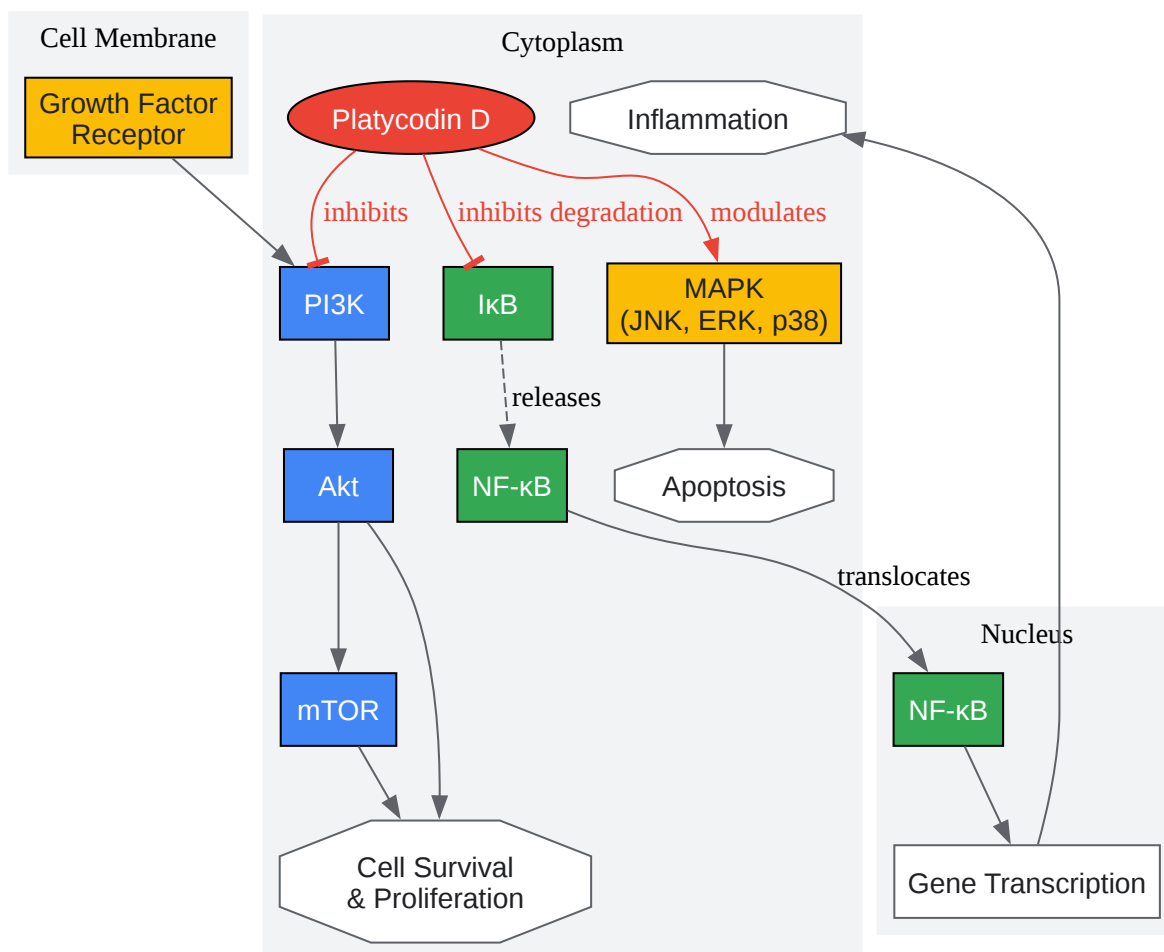 Cell Membrane
Growth Factor
Receptor
Cytoplasm
Platycodin D
Inflammation
inhibits
inhibits degradation
modulates
PI3K
IκB
MAPK
(JNK, ERK, p38)
releases
Akt
NF-κB
Apoptosis
translocates
Nucleus
mTOR
NF-κB
Cell Survival
& Proliferation
Gene Transcription